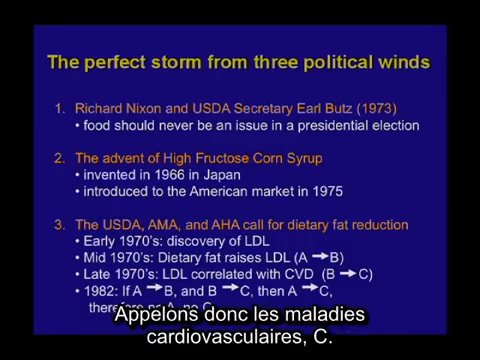 The perfect storm from three political winds
1. Richard Nixon and USDA Secretary Earl Butz (1973)
• food should never be an issue in a presidential election
2. The advent of High Fructose Corn Syrup
• invented in 1966 in Japan
• introduced to the American market in 1975
3. The USDA, AMA, and AHA call for dietary fat reduction
• Early 1970's: discovery of LDL
• Mid 1970's: Dietary fat raises LDL (A → B)
• Late 1970's: LDL correlated with CVD (B → C)
• 1982: If A → B, and B → C, then A → C,
therefore no A, no C
Appelons donc les maladies
cardiovasculaires, C.